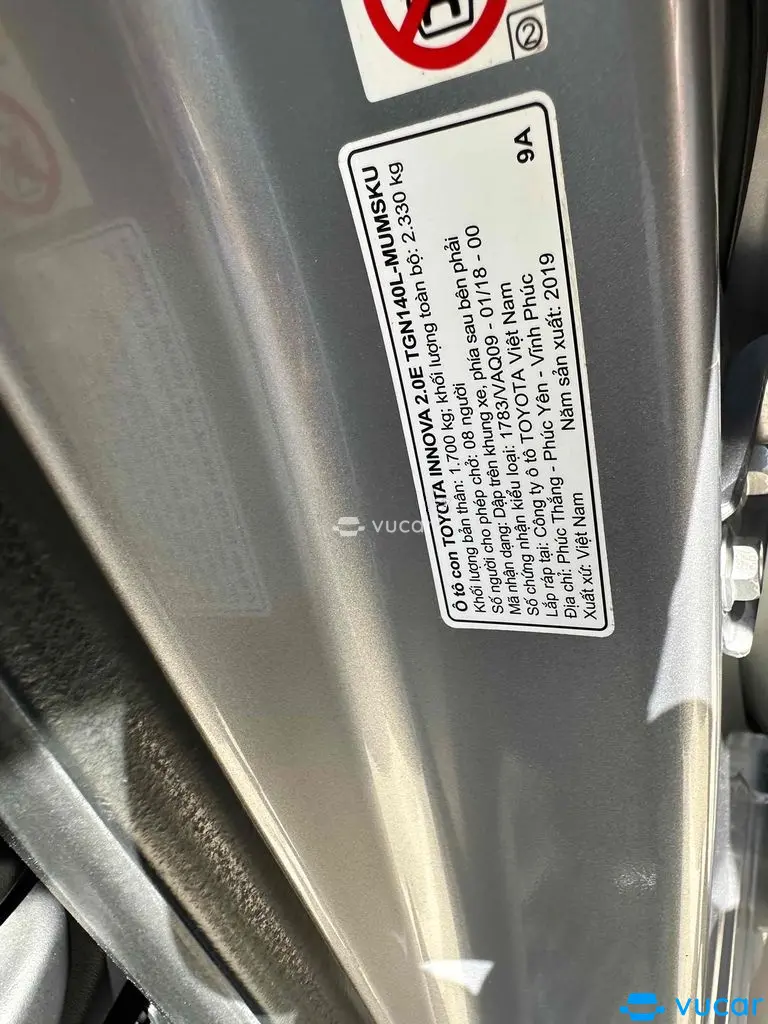 ②
Ô tô con TOYOTA INNOVA 2.0E TGN140L-MUMSKU
Khối lượng bản thân: 1.700 kg; khối lượng toàn bộ: 2.330 kg
Số người cho phép chở: 08 người
Mã nhận dạng: Dập trên khung xe, phía sau bên phải
Số chứng nhận kiểu loại: 1783/VAQ09 - 01/18 - 00
Lắp ráp tại: Công ty ô tô TOYOTA Việt Nam
Địa chỉ: Phúc Thắng - Phúc Yên - Vĩnh Phúc
Xuất xứ: Việt Nam Năm sản xuất: 2019
9A
vucar
vucar